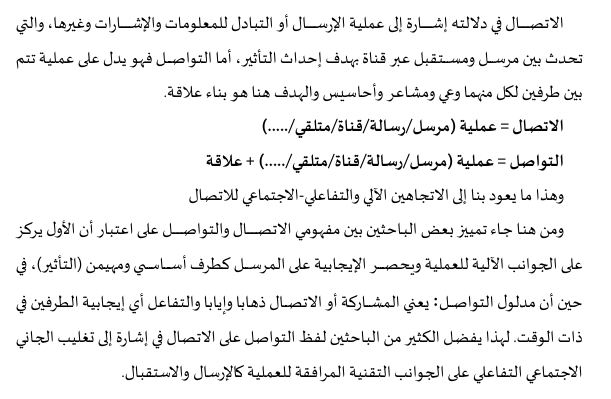 الاتصال في دلالته إشارة إلى عملية الإرسال أو التبادل للمعلومات والإشارات وغيرها، والتي
تحدث بين مرسل ومستقبل عبر قناة بهدف إحداث التأثير، أما التواصل فهو يدل على عملية تتم
بين طرفين لكل منهما وعي ومشاعر وأحاسيس والهدف هنا هو بناء علاقة.
الاتصال = عملية (مرسل/رسالة/قناة/متلقي/.....)
التواصل = عملية (مرسل/رسالة/قناة/متلقي/.....) + علاقة
وهذا ما يعود بنا إلى الاتجاهين الآلي والتفاعلي-الاجتماعي للاتصال
ومن هنا جاء تمييز بعض الباحثين بين مفهومي الاتصال والتواصل على اعتبار أن الأول يركز
على الجوانب الآلية للعملية ويحصر الإيجابية على المرسل كطرف أساسي ومهيمن (التأثير)، في
حين أن مدلول التواصل: يعني المشاركة أو الاتصال ذهابا وإيابا والتفاعل أي إيجابية الطرفين في
ذات الوقت. لهذا يفضل الكثير من الباحثين لفظ التواصل على الاتصال في إشارة إلى تغليب الجاني
الاجتماعي التفاعلي على الجوانب التقنية المرافقة للعملية كالإرسال والاستقبال.